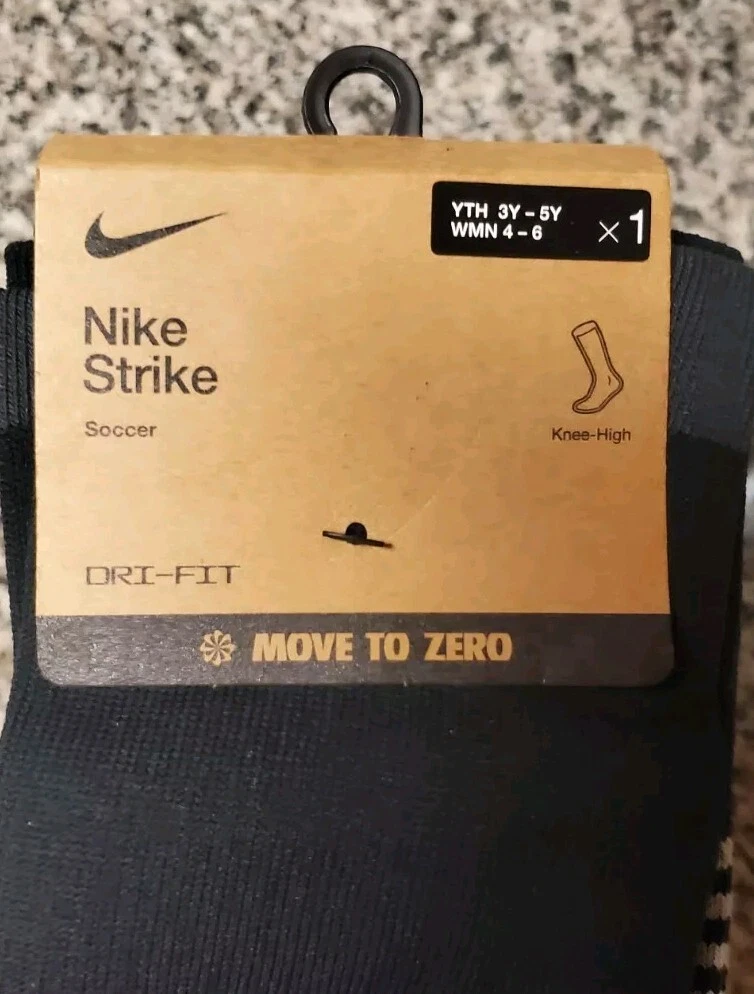 YTH 3Y – 5Y
WMN 4 – 6
× 1
Nike
Strike
Soccer
Knee-High
DRI-FIT
MOVE TO ZERO